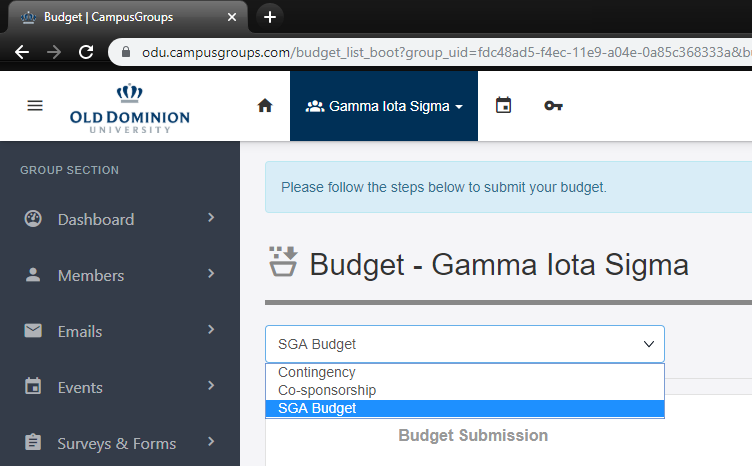 Budget | CampusGroups
odu.campusgroups.com/budget_list_boot?group_uid=fdc48ad5-f4ec-11e9-a04e-0a85c368333a&b
OLD DOMINION
UNIVERSITY
Gamma Iota Sigma
GROUP SECTION
Dashboard
Members
Emails
Events
Surveys & Forms
Please follow the steps below to submit your budget.
Budget - Gamma Iota Sigma
SGA Budget
Contingency
Co-sponsorship
SGA Budget
Budget Submission